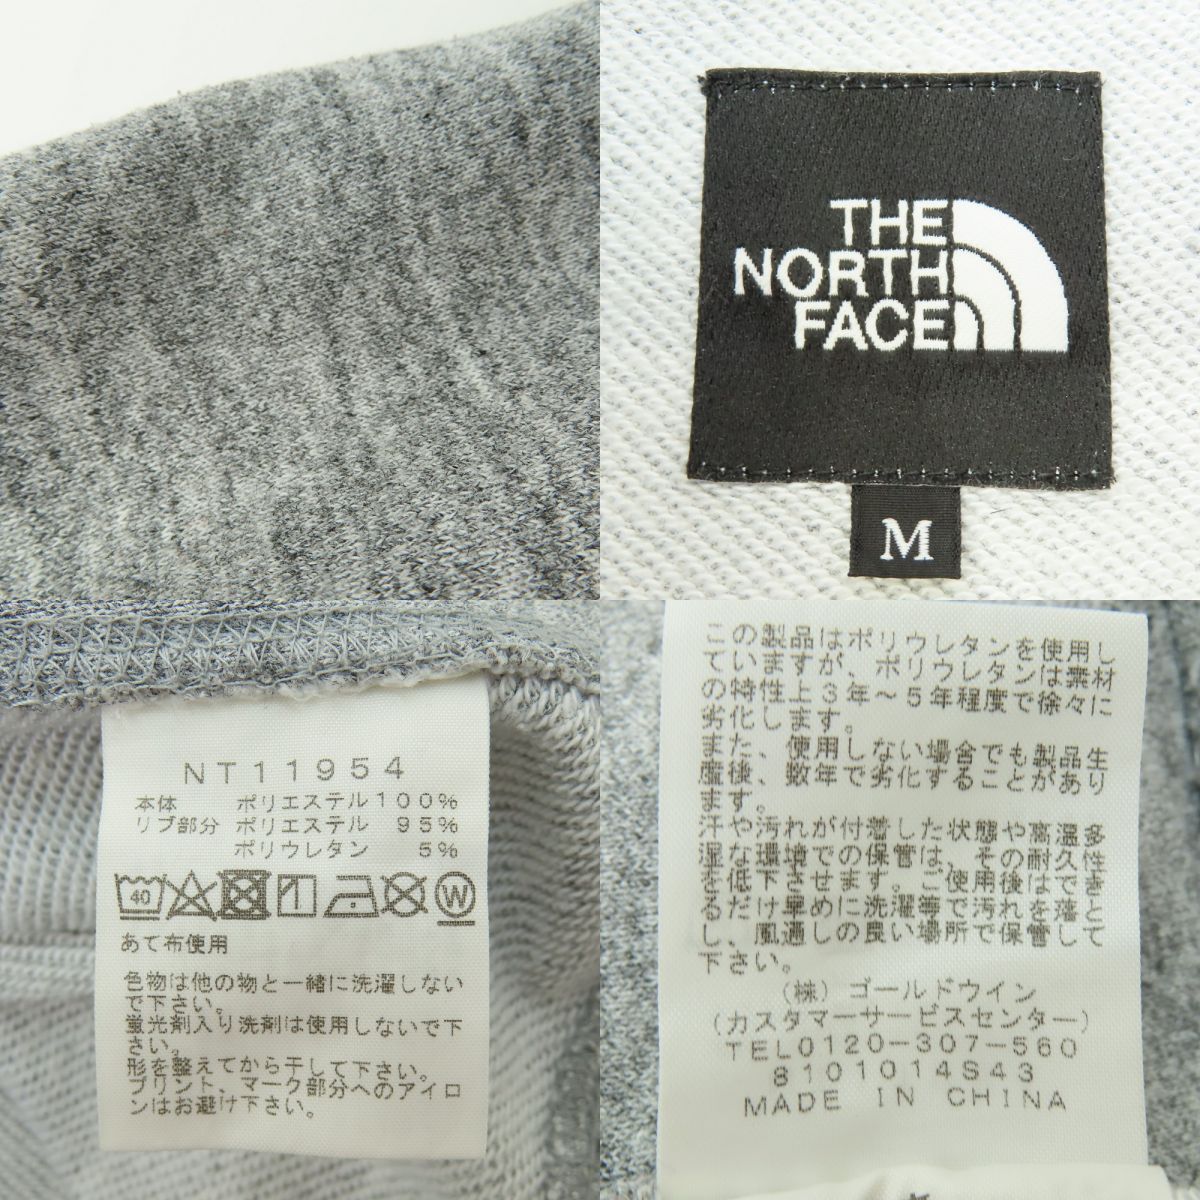 THE
NORTH
FACE
M
NT11954
本体 ポリエステル100%
リブ部分 ポリエステル 95%
ポリウレタン 5%
40
W
あて布使用
色物は他の物と一緒に洗濯しない
で下さい。
蛍光剤入り洗剤は使用しないで下
さい。
形を整えてから干して下さい。
プリント、マーク部分へのアイロ
ンはお避け下さい。
この製品はポリウレタンを使用し
ていますが、ポリウレタンは素材
の特性上3年～5年程度で徐々に
劣化します。
また、使用しない場合でも製品生
産後、数年で劣化することがあり
ます。
汗や汚れが付着した状態や高温多
湿な環境での保管は、その耐久性
を低下させます。ご使用後はでき
るだけ早めに洗濯等で汚れを落と
し、風通しの良い場所で保管して
下さい。
(株)ゴールドウイン
(カスタマーサービスセンター)
TEL0120-307-560
8101014S43
MADE IN CHINA